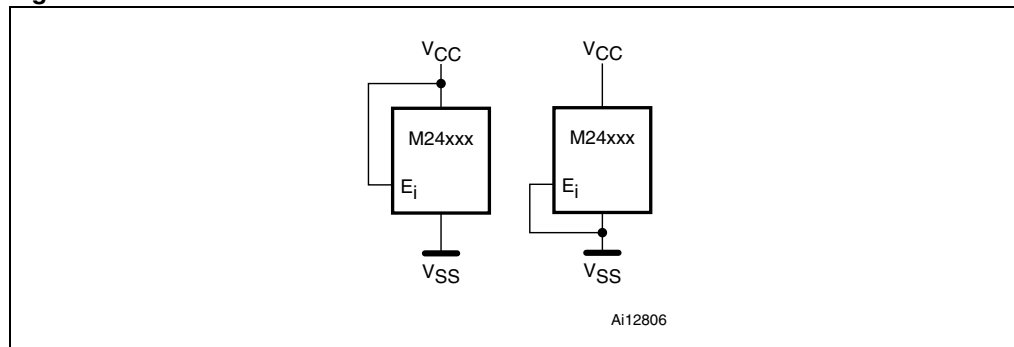 VCC VCC
M24xxx M24xxx
Ei Ei
VSS VSS
Ai12806